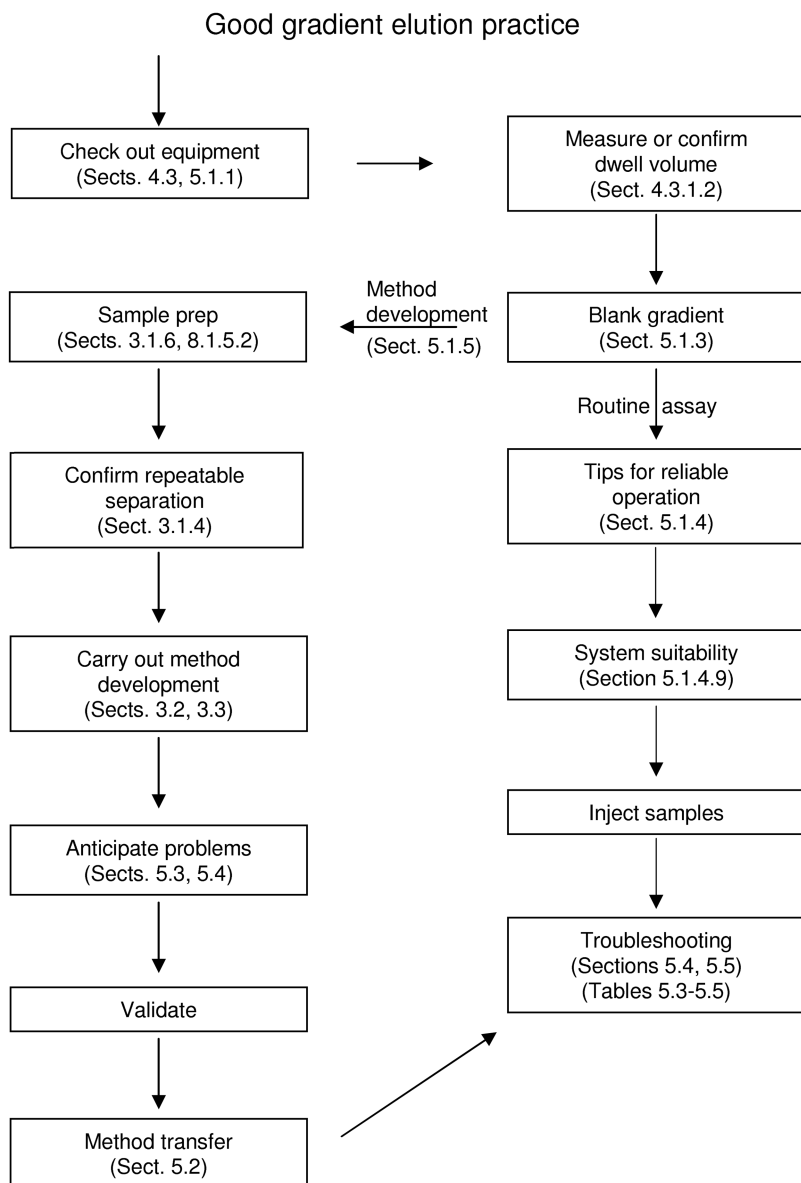 Good gradient elution practice
Check out equipment
(Sects. 4.3, 5.1.1)
Measure or confirm
dwell volume
(Sect. 4.3.1.2)
Blank gradient
(Sect. 5.1.3)
Method
development
(Sect. 5.1.5)
Sample prep
(Sects. 3.1.6, 8.1.5.2)
Confirm repeatable
separation
(Sect. 3.1.4)
Carry out method
development
(Sects. 3.2, 3.3)
Anticipate problems
(Sects. 5.3, 5.4)
Validate
Method transfer
(Sect. 5.2)
Routine assay
Tips for reliable
operation
(Sect. 5.1.4)
System suitability
(Section 5.1.4.9)
Inject samples
Troubleshooting
(Sections 5.4, 5.5)
(Tables 5.3-5.5)